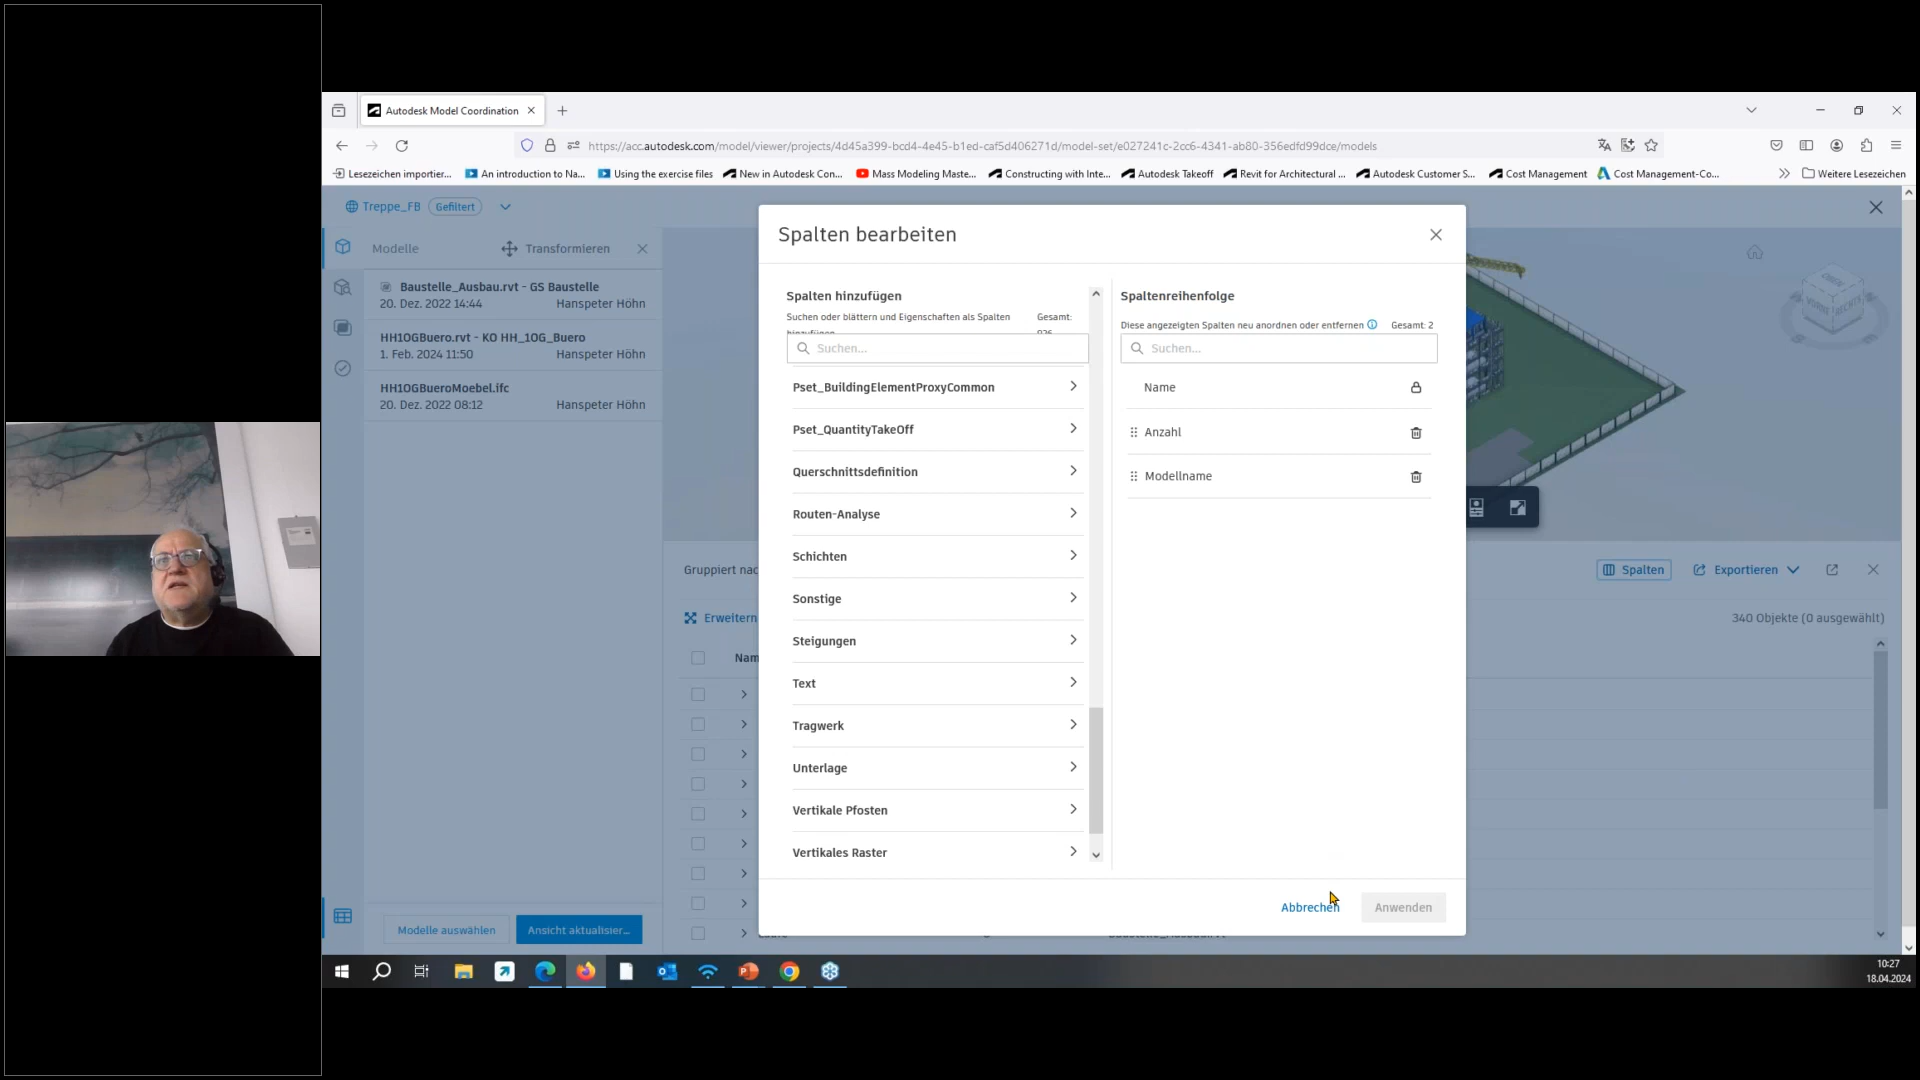 Autodesk Model Coordination
https://acc.autodesk.com/model/viewer/projects/4d45a399-bcd4-4e45-b1ed-caf5d406271d/model-set/e027241c-2cc6-4341-ab80-356edfd99dce/models
Lesezeichen importier... An introduction to Na... Using the exercise files New in Autodesk Con... Mass Modeling Maste... Constructing with Inte... Autodesk Takeoff Revit for Architectural ... Autodesk Customer S... Cost Management Cost Management-Co... Weitere Lesezeichen
Treppe_FB Gefiltert
Modelle Transformieren
Baustelle_Ausbau.rvt - GS Baustelle
20. Dez. 2022 14:44 Hanspeter Höhn
HH1OGBuero.rvt - KO HH_1OG_Buero
1. Feb. 2024 11:50 Hanspeter Höhn
HH1OGBueroMoebel.ifc
20. Dez. 2022 08:12 Hanspeter Höhn
Modelle auswählen Ansicht aktualisier...
Spalten bearbeiten
Spalten hinzufügen
Suchen oder blättern und Eigenschaften als Spalten Gesamt:
Suchen...
Pset_BuildingElementProxyCommon
Pset_QuantityTakeOff
Querschnittsdefinition
Routen-Analyse
Schichten
Sonstige
Steigungen
Text
Tragwerk
Unterlage
Vertikale Pfosten
Vertikales Raster
Spaltenreihenfolge
Diese angezeigten Spalten neu anordnen oder entfernen Gesamt: 2
Suchen...
Name
Anzahl
Modellname
Abbrechen Anwenden
Gruppiert nac
Spalten Exportieren
Erweitern
340 Objekte (0 ausgewählt)
Nam
10:27
18.04.2024